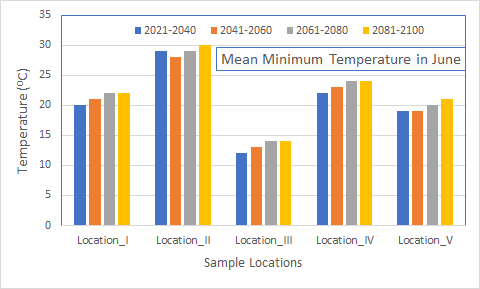 35
30
25
20
15
10
5
0
Temperature (⁰C)
2021-2040 2041-2060 2061-2080 2081-2100
Mean Minimum Temperature in June
Location_I Location_II Location_III Location_IV Location_V
Sample Locations